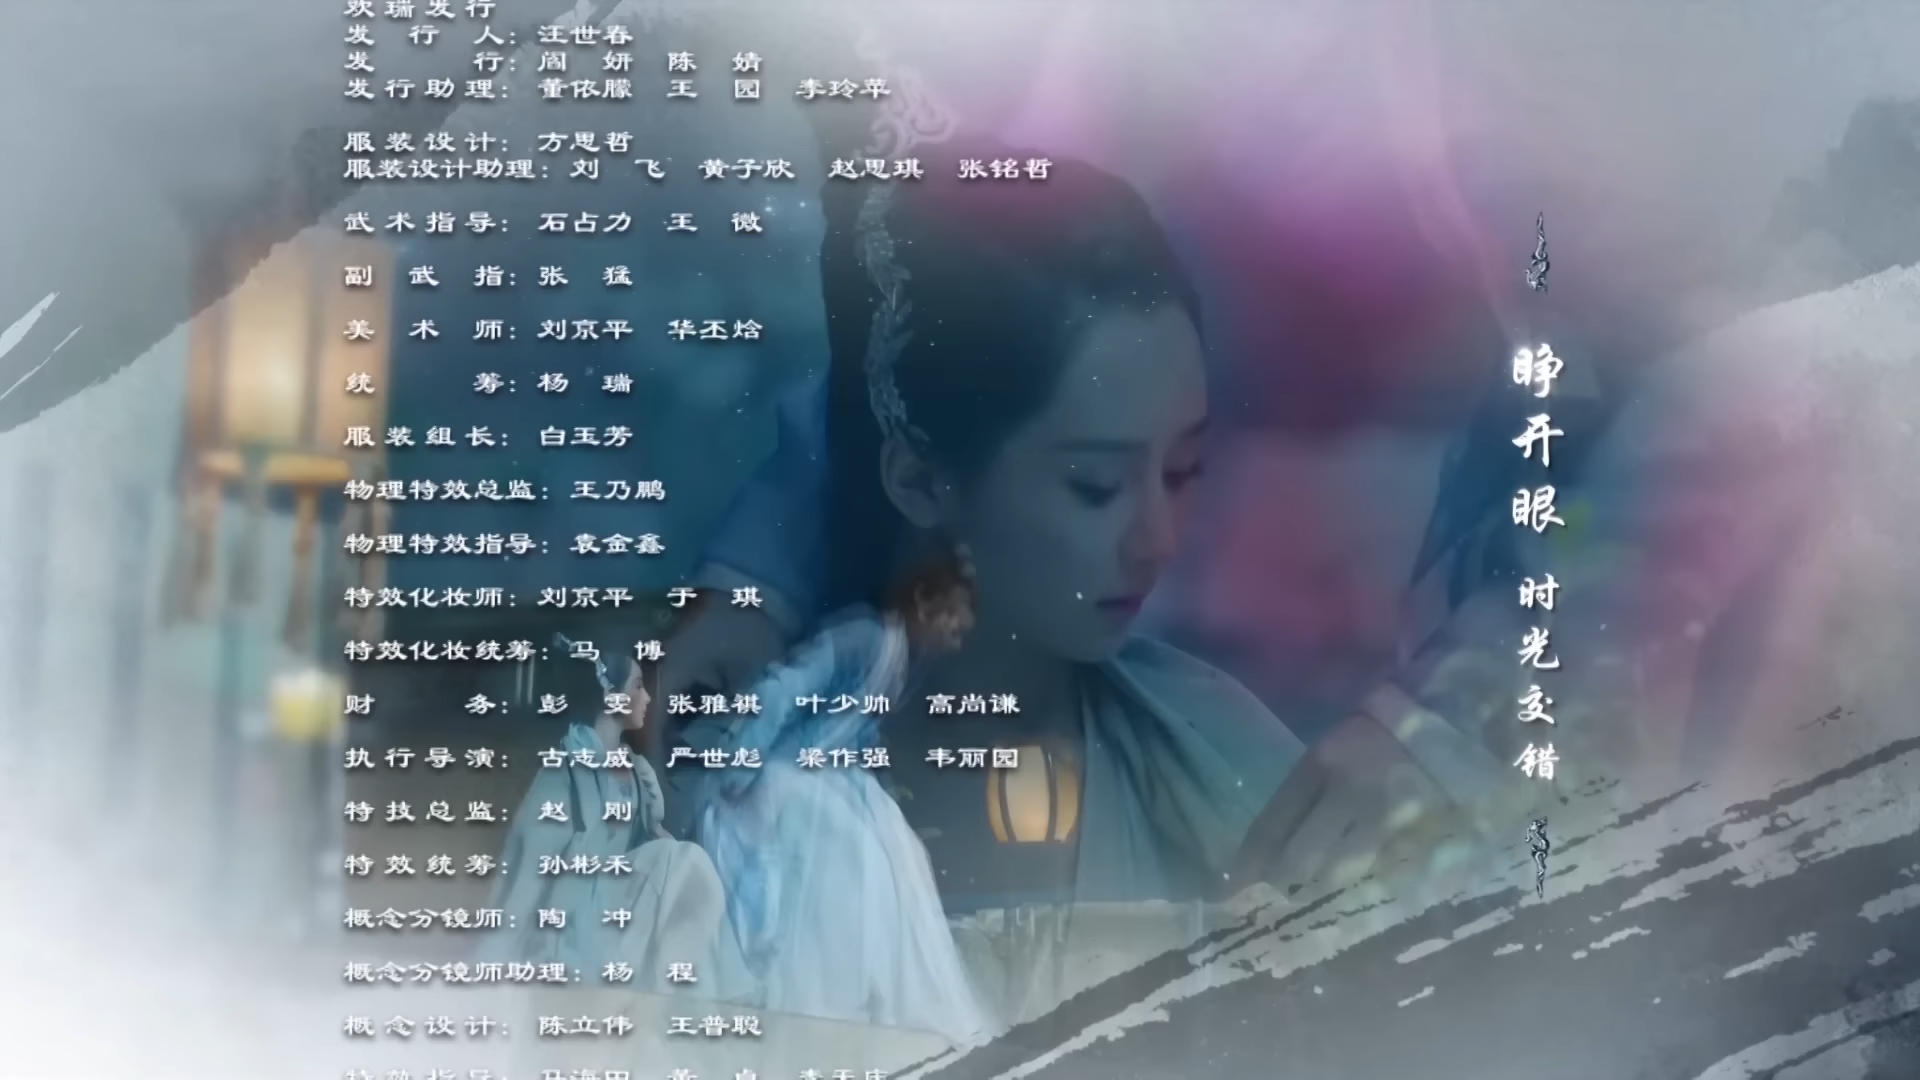 欢瑞发行
发行人：汪世春
发行：阎妍 陈婧
发行助理：董依朦 王园 李玲苹
服装设计：方思哲
服装设计助理：刘飞 黄子欣 赵思琪 张铭哲
武术指导：石占力 王微
副武指：张猛
美术师：刘京平 华丕焓
统筹：杨瑞
服装组长：白玉芳
物理特效总监：王乃鹏
物理特效指导：袁金鑫
特效化妆师：刘京平 于琪
特效化妆统筹：马博
财务：彭雯 张雅祺 叶少帅 高尚谦
执行导演：古志威 严世彪 梁作强 韦丽园
特技总监：赵刚
特效统筹：孙彬禾
概念分镜师：陶冲
概念分镜师助理：杨程
概念设计：陈立伟 王普聪
睁开眼 时光交错